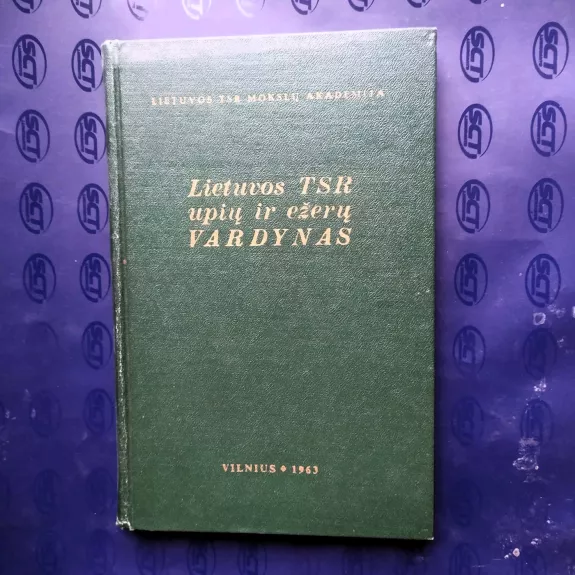 LIETUVOS TSR MOKSLŲ AKADEMIJA
Lietuvos TSR
upių ir ežerų
VARDYNAS
VILNIUS ◆ 1963